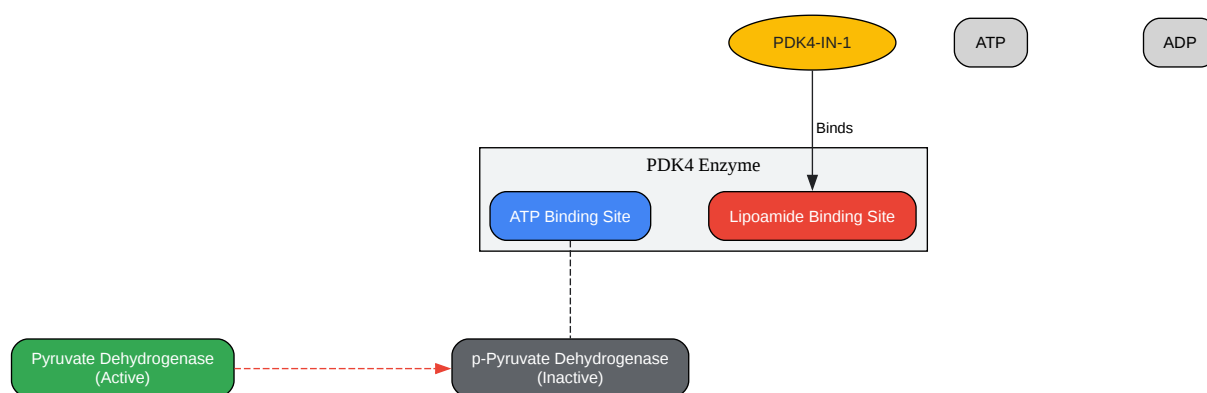 PDK4-IN-1
ATP
ADP
Binds
PDK4 Enzyme
ATP Binding Site
Lipoamide Binding Site
Pyruvate Dehydrogenase
(Active)
p-Pyruvate Dehydrogenase
(Inactive)